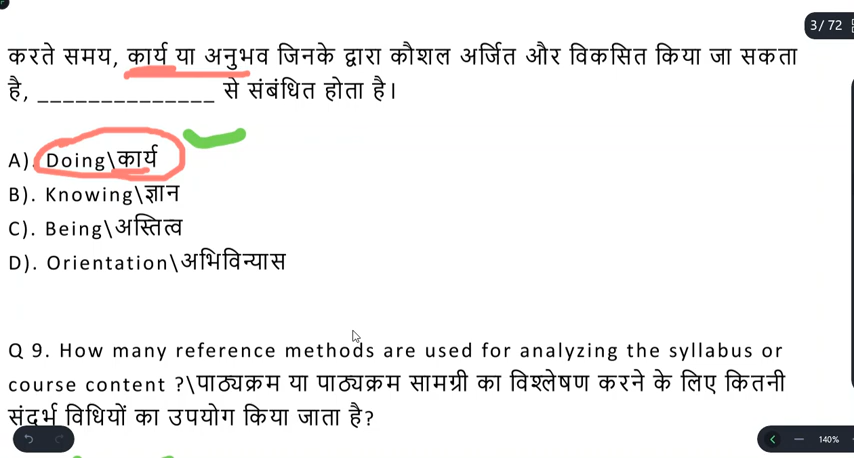 3/ 72
करते समय, कार्य या अनुभव जिनके द्वारा कौशल अर्जित और विकसित किया जा सकता
है, _______________ से संबंधित होता है।
A). Doing\कार्य
B). Knowing\ज्ञान
C). Being\अस्तित्व
D). Orientation\अभिविन्यास
Q 9. How many reference methods are used for analyzing the syllabus or
course content ?\पाठ्यक्रम या पाठ्यक्रम सामग्री का विश्लेषण करने के लिए कितनी
संदर्भ विधियों का उपयोग किया जाता है?
140%